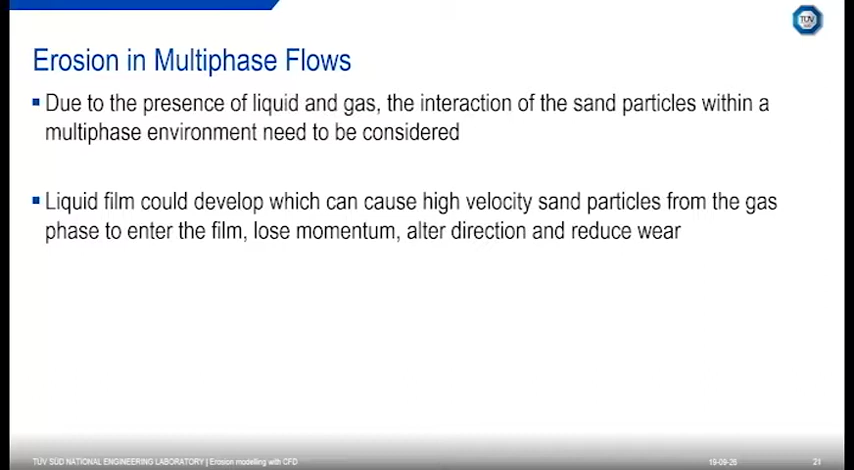 TÜV
Erosion in Multiphase Flows
Due to the presence of liquid and gas, the interaction of the sand particles within a
multiphase environment need to be considered
Liquid film could develop which can cause high velocity sand particles from the gas
phase to enter the film, lose momentum, alter direction and reduce wear
TÜV SÜD NATIONAL ENGINEERING LABORATORY | Erosion modelling with CFD
21